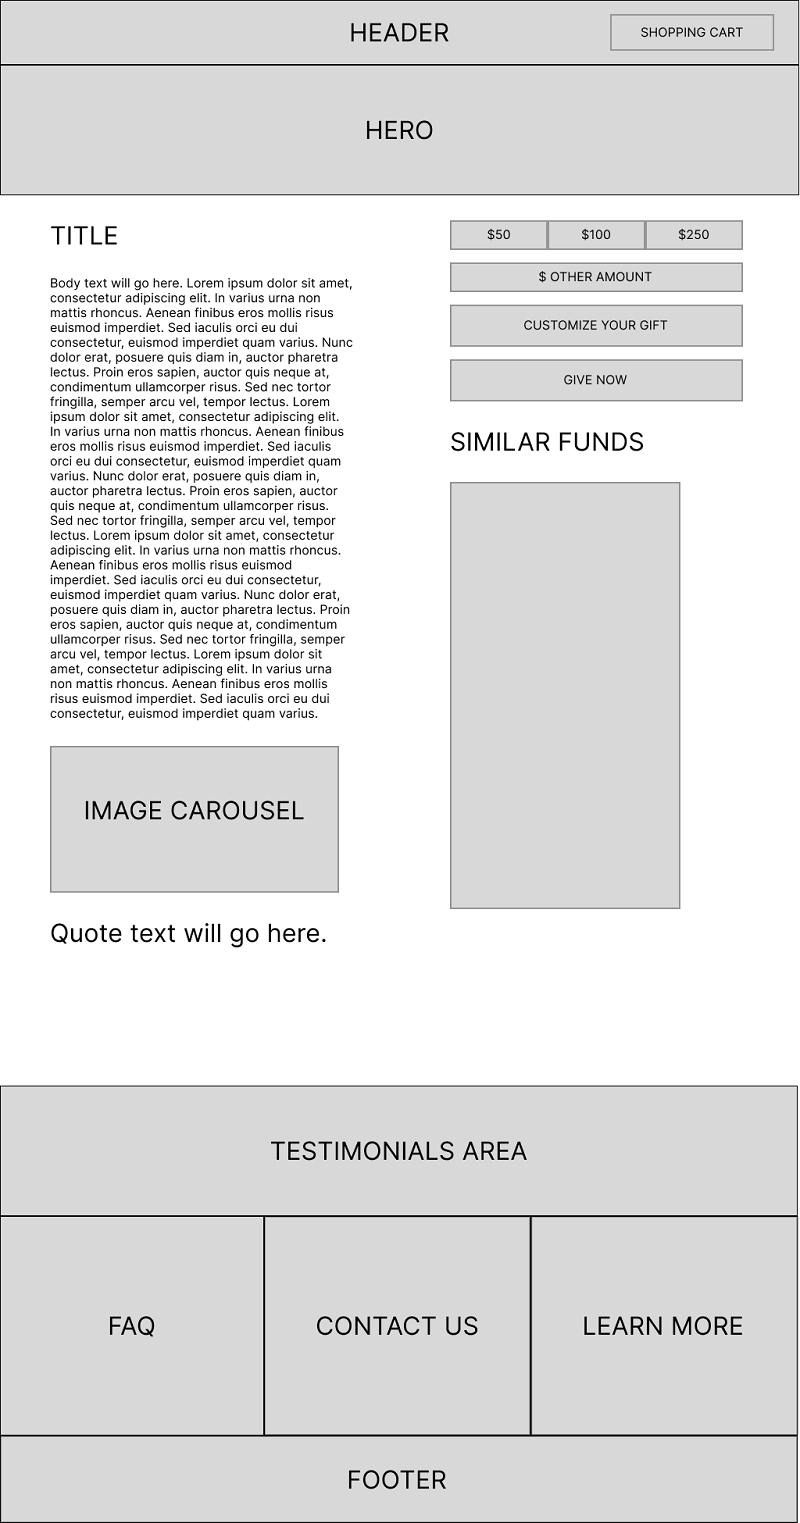 HEADER
SHOPPING CART
HERO
TITLE
Body text will go here. Lorem ipsum dolor sit amet,
consectetur adipiscing elit. In varius urna non
mattis rhoncus. Aenean finibus eros mollis risus
euismod imperdiet. Sed iaculis orci eu dui
consectetur, euismod imperdiet quam varius. Nunc
dolor erat, posuere quis diam in, auctor pharetra
lectus. Proin eros sapien, auctor quis neque at,
condimentum ullamcorper risus. Sed nec tortor
fringilla, semper arcu vel, tempor lectus. Lorem
ipsum dolor sit amet, consectetur adipiscing elit.
In varius urna non mattis rhoncus. Aenean finibus
eros mollis risus euismod imperdiet. Sed iaculis
orci eu dui consectetur, euismod imperdiet quam
varius. Nunc dolor erat, posuere quis diam in,
auctor pharetra lectus. Proin eros sapien, auctor
quis neque at, condimentum ullamcorper risus.
Sed nec tortor fringilla, semper arcu vel, tempor
lectus. Lorem ipsum dolor sit amet, consectetur
adipiscing elit. In varius urna non mattis rhoncus.
Aenean finibus eros mollis risus euismod
imperdiet. Sed iaculis orci eu dui consectetur,
euismod imperdiet quam varius. Nunc dolor erat,
posuere quis diam in, auctor pharetra lectus. Proin
eros sapien, auctor quis neque at, condimentum
ullamcorper risus. Sed nec tortor fringilla, semper
arcu vel, tempor lectus. Lorem ipsum dolor sit
amet, consectetur adipiscing elit. In varius urna
non mattis rhoncus. Aenean finibus eros mollis
risus euismod imperdiet. Sed iaculis orci eu dui
consectetur, euismod imperdiet quam varius.
IMAGE CAROUSEL
Quote text will go here.
$50
$100
$250
$ OTHER AMOUNT
CUSTOMIZE YOUR GIFT
GIVE NOW
SIMILAR FUNDS
TESTIMONIALS AREA
FAQ
CONTACT US
LEARN MORE
FOOTER